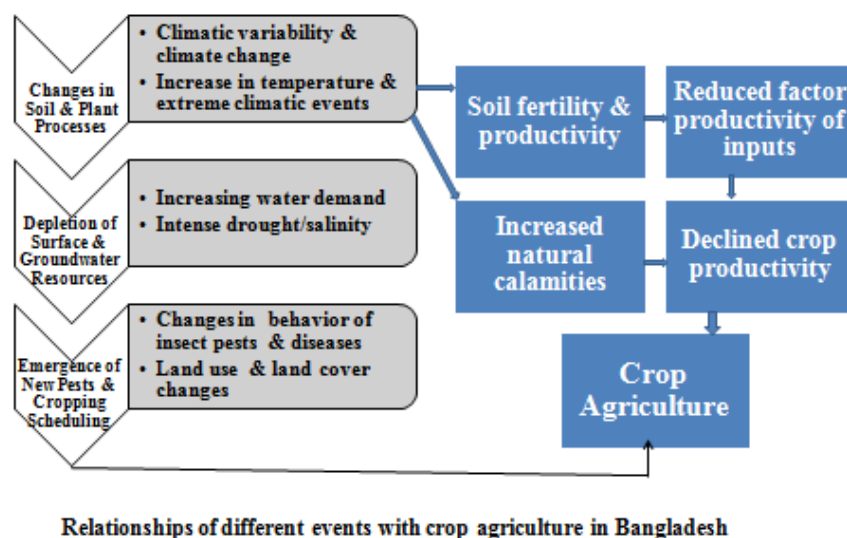 Changes in
Soil & Plant
Processes
• Climatic variability &
climate change
• Increase in temperature &
extreme climatic events
Depletion of
Surface &
Groundwater
Resources
• Increasing water demand
• Intense drought/salinity
Emergence of
New Pests &
Cropping
Scheduling
• Changes in behavior of
insect pests & diseases
• Land use & land cover
changes
Soil fertility &
productivity
Reduced factor
productivity of
inputs
Increased
natural
calamities
Declined crop
productivity
Crop
Agriculture
Relationships of different events with crop agriculture in Bangladesh